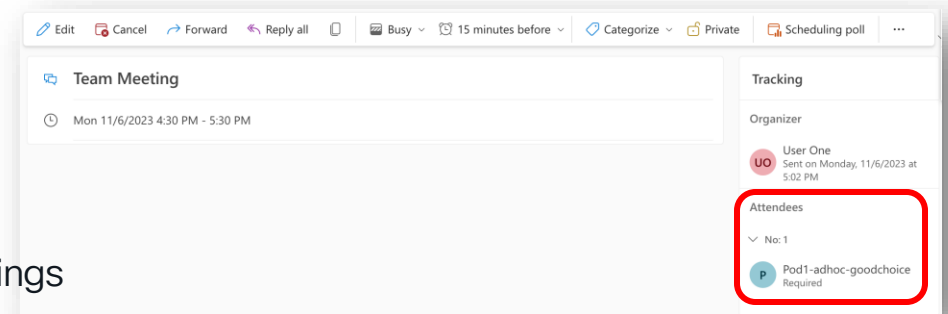 Edit Cancel Forward Reply all Busy 15 minutes before Categorize Private Scheduling poll ...
Team Meeting
Mon 11/6/2023 4:30 PM - 5:30 PM
Tracking
Organizer
UO User One
Sent on Monday, 11/6/2023 at
5:02 PM
Attendees
No: 1
P Pod1-adhoc-goodchoice
Required
ings